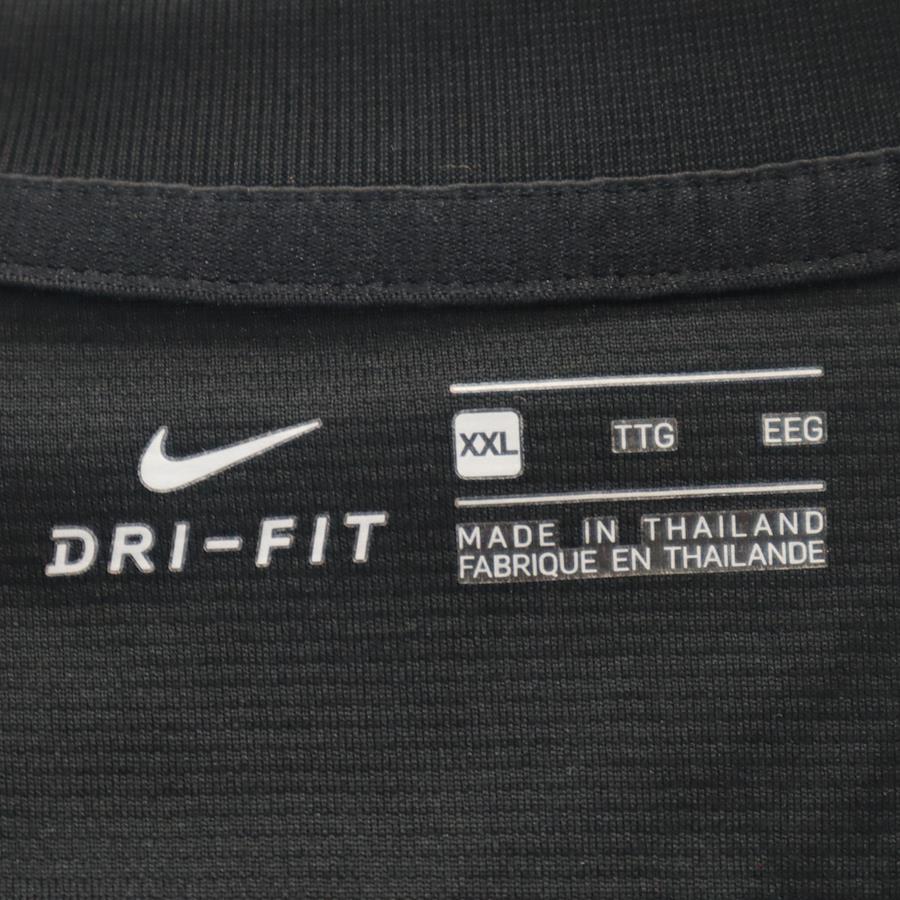 DRI-FIT
XXL TTG EEG
MADE IN THAILAND
FABRIQUE EN THAILANDE